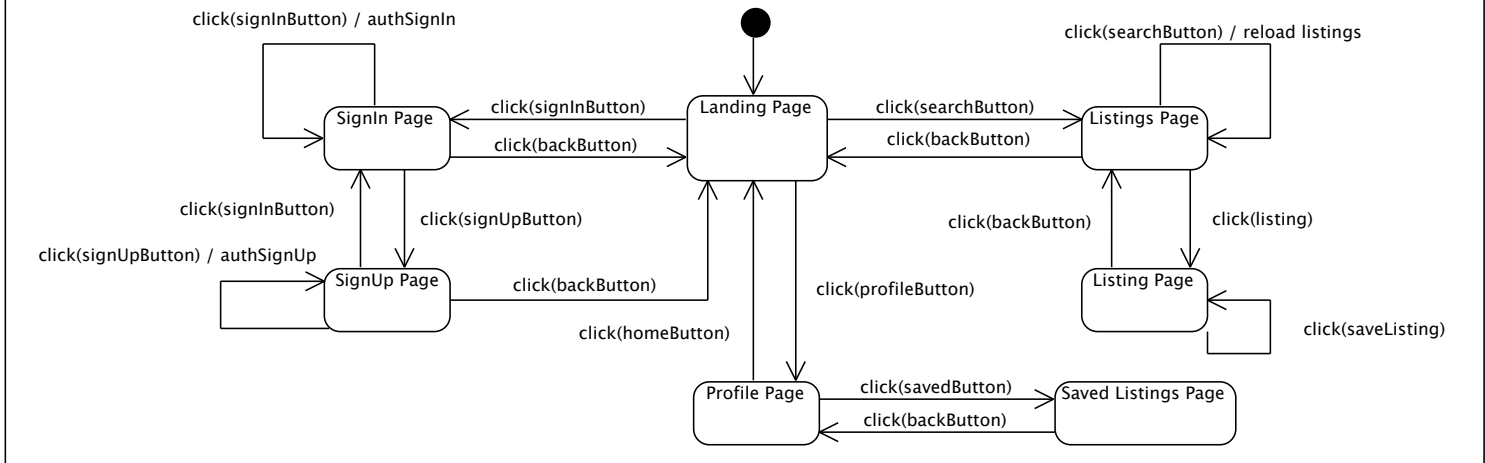 click(signInButton) / authSignIn
click(searchButton) / reload listings
SignIn Page
click(signInButton)
Landing Page
click(searchButton)
Listings Page
click(backButton)
click(backButton)
click(signInButton)
click(signUpButton)
click(backButton)
click(listing)
click(signUpButton) / authSignUp
SignUp Page
click(backButton)
click(profileButton)
Listing Page
click(homeButton)
click(saveListing)
Profile Page
click(savedButton)
Saved Listings Page
click(backButton)